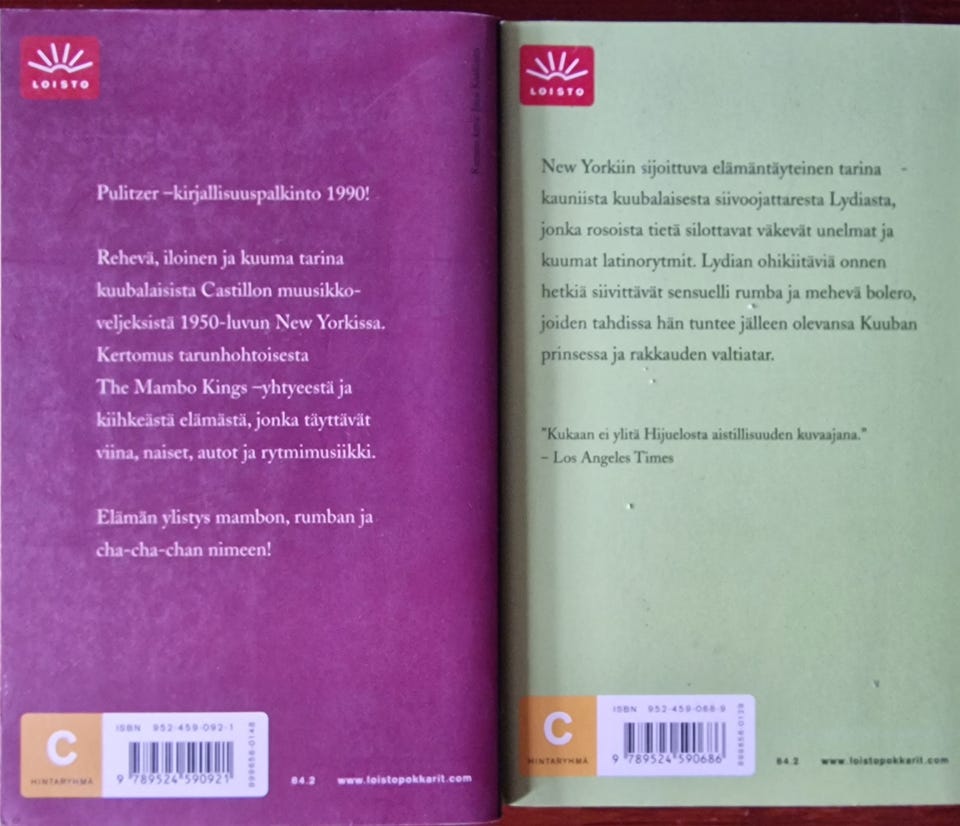 LOISTO
Pulitzer –kirjallisuuspalkinto 1990!
Rehevä, iloinen ja kuuma tarina
kuubalaisista Castillon muusikko-
veljeksistä 1950-luvun New Yorkissa.
Kertomus tarunhohtoisesta
The Mambo Kings –yhtyeestä ja
kiihkeästä elämästä, jonka täyttävät
viina, naiset, autot ja rytmimusiikki.
Elämän ylistys mambon, rumban ja
cha-cha-chan nimeen!
C
HINTARYHMÄ
ISBN 952-459-092-1
9 789524 590921
84.2 www.loistopokkarit.com
LOISTO
New Yorkiin sijoittuva elämäntäyteinen tarina
kauniista kuubalaisesta siivoojattaresta Lydiasta,
jonka rosoista tietä silottavat väkevät unelmat ja
kuumat latinorytmit. Lydian ohikiitäviä onnen
hetkiä siivittävät sensuelli rumba ja mehevä bolero,
joiden tahdissa hän tuntee jälleen olevansa Kuuban
prinsessa ja rakkauden valtiatar.
"Kukaan ei ylitä Hijuelosta aistillisuuden kuvaajana."
– Los Angeles Times
C
HINTARYHMÄ
ISBN 952-459-068-9
9 789524 590686
84.2 www.loistopokkarit.com